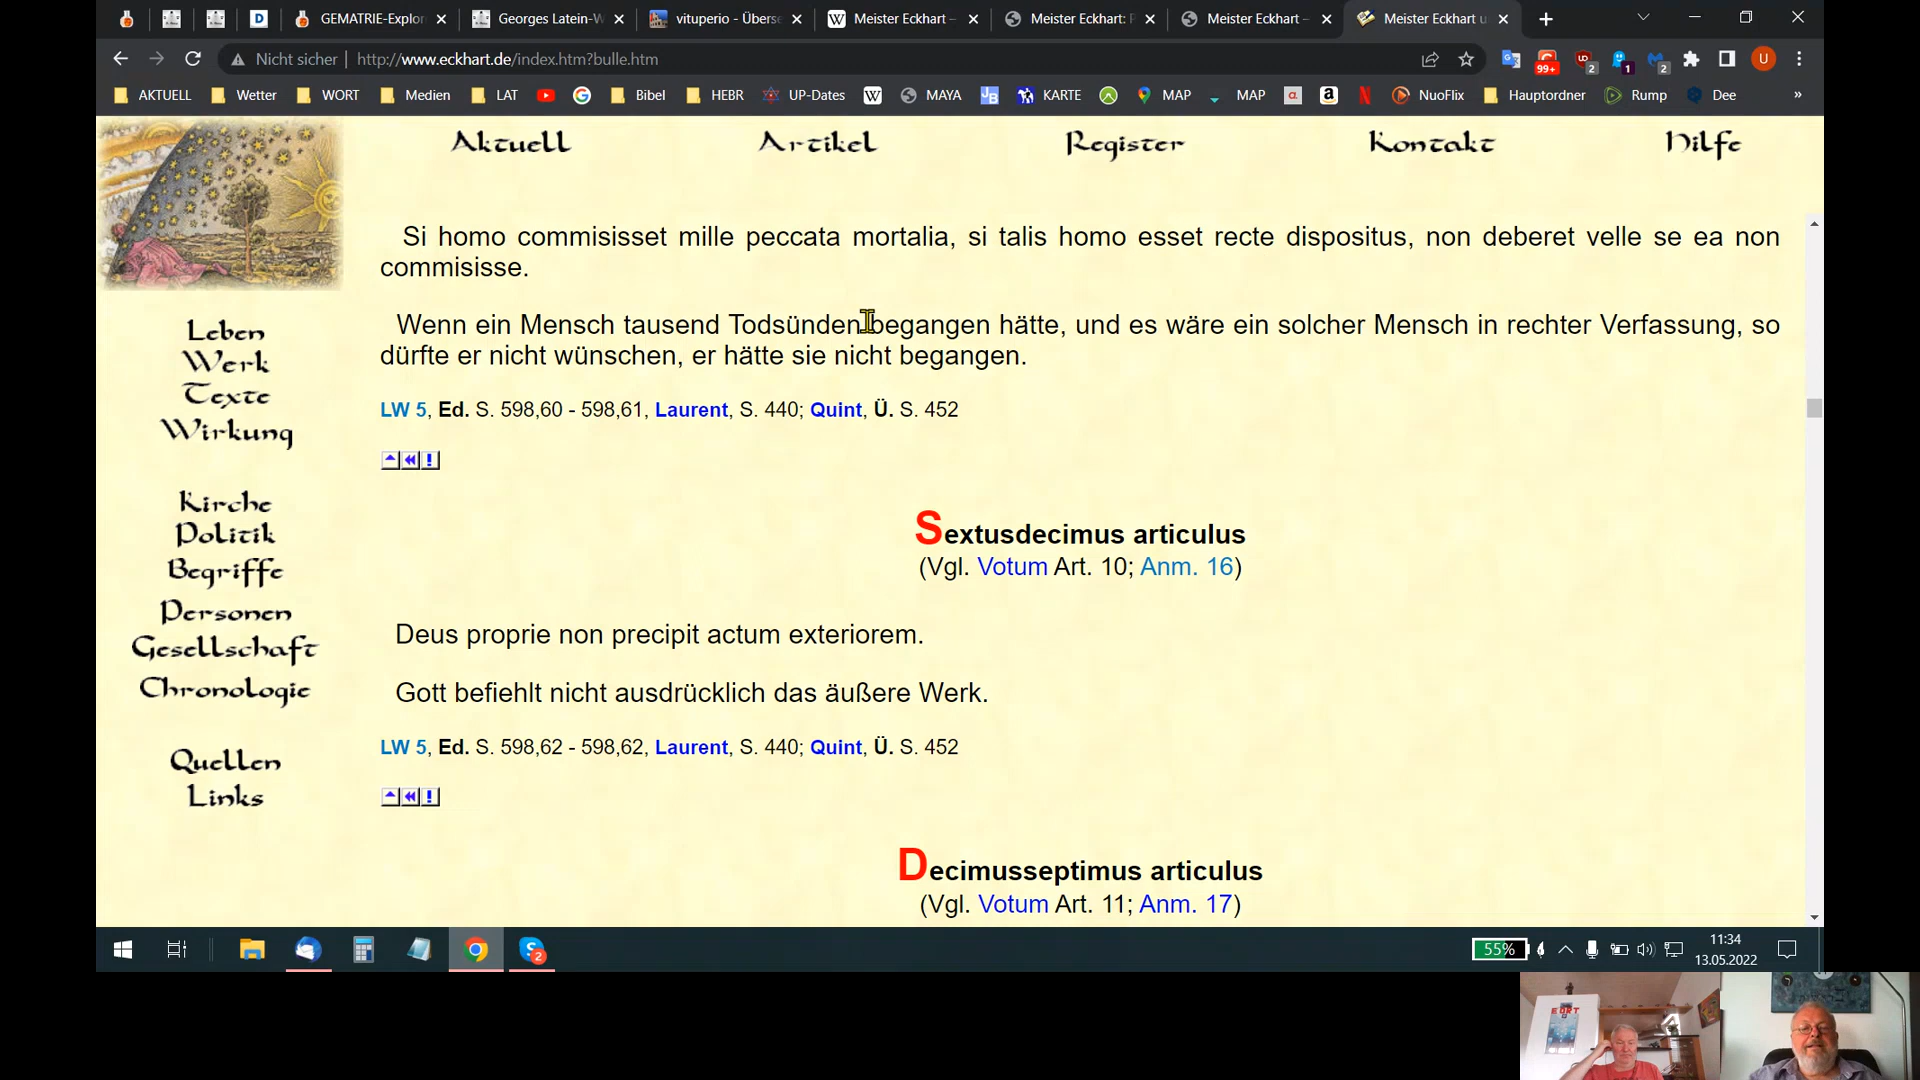 GEMATRIE-Explor
Georges Latein-W
vituperio - Überse
Meister Eckhart –
Meister Eckhart: P
Meister Eckhart –
Meister Eckhart u
Nicht sicher
http://www.eckhart.de/index.htm?bulle.htm
99+
2
1
2
U
AKTUELL
Wetter
WORT
Medien
LAT
Bibel
HEBR
UP-Dates
MAYA
KARTE
MAP
MAP
NuoFlix
Hauptordner
Rump
Dee
»
Aktuell
Artikel
Register
Kontakt
Hilfe
Leben
Werk
Texte
Wirkung
Kirche
Politik
Begriffe
Personen
Gesellschaft
Chronologie
Quellen
Links
Si homo commisisset mille peccata mortalia, si talis homo esset recte dispositus, non deberet velle se ea non
commisisse.
Wenn ein Mensch tausend Todsünden begangen hätte, und es wäre ein solcher Mensch in rechter Verfassung, so
dürfte er nicht wünschen, er hätte sie nicht begangen.
LW 5, Ed. S. 598,60 - 598,61, Laurent, S. 440; Quint, Ü. S. 452
Sextusdecimus articulus
(Vgl. Votum Art. 10; Anm. 16)
Deus proprie non precipit actum exteriorem.
Gott befiehlt nicht ausdrücklich das äußere Werk.
LW 5, Ed. S. 598,62 - 598,62, Laurent, S. 440; Quint, Ü. S. 452
Decimusseptimus articulus
(Vgl. Votum Art. 11; Anm. 17)
2
55%
11:34
13.05.2022